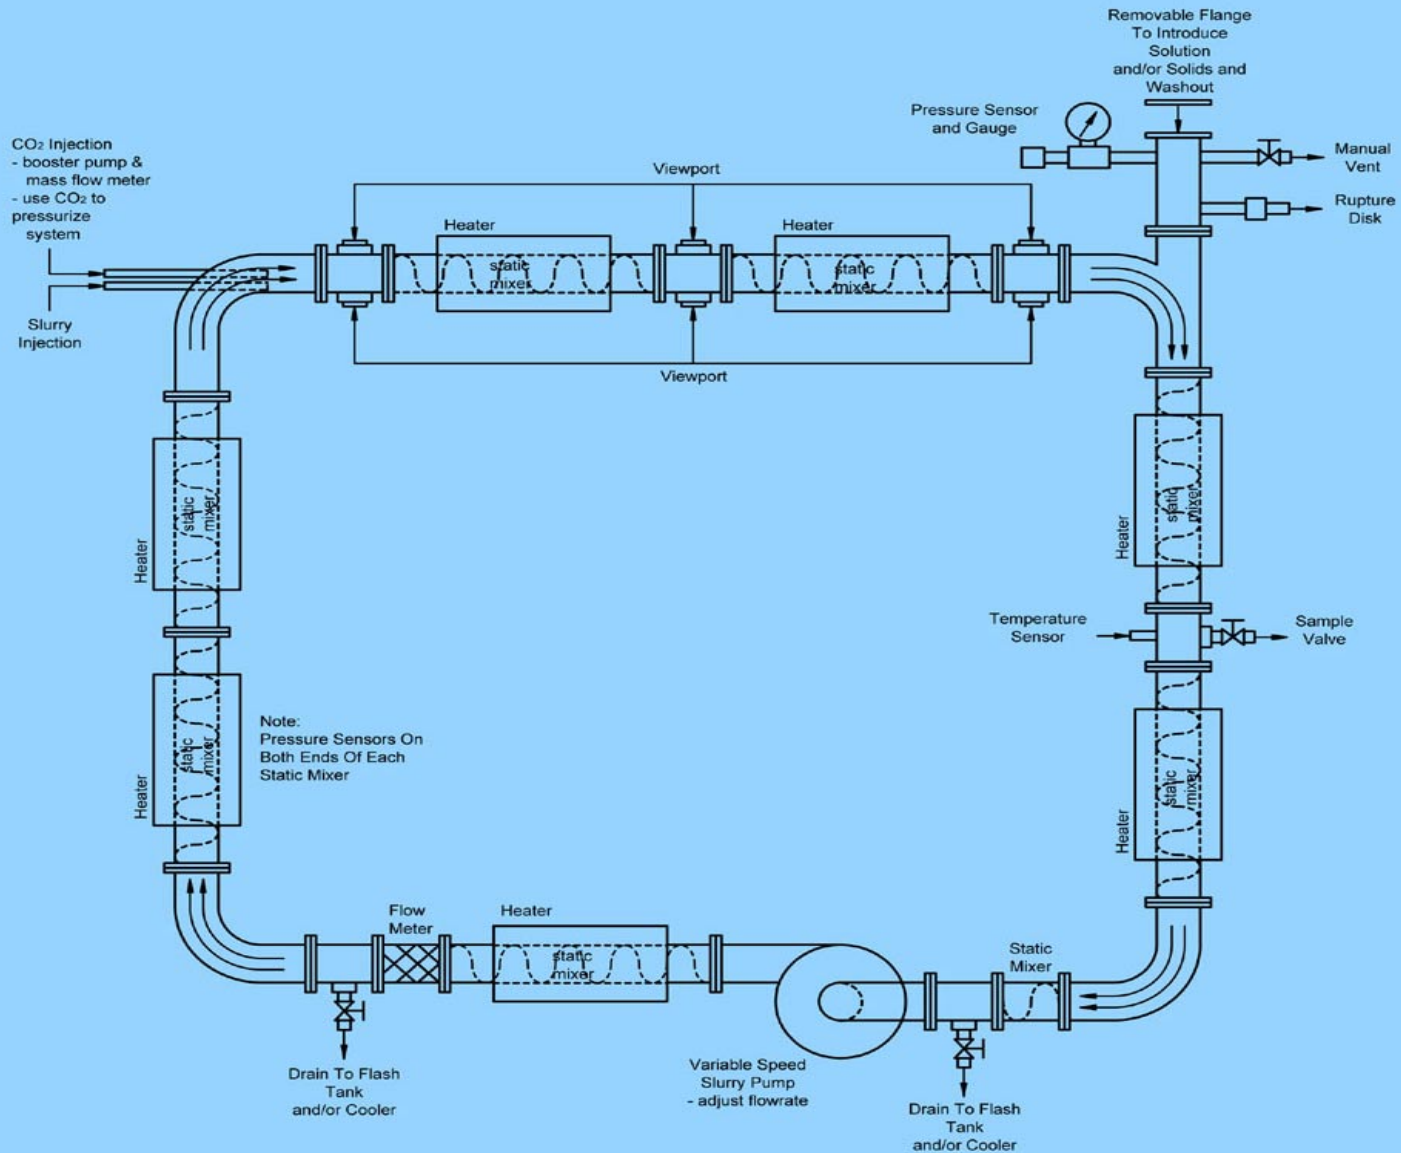 Removable Flange
To Introduce
Solution
and/or Solids and
Washout
Pressure Sensor
and Gauge
Manual
Vent
Rupture
Disk
CO₂ Injection
- booster pump &
mass flow meter
- use CO₂ to
pressurize
system
Slurry
Injection
Viewport
Heater
static
mixer
Heater
static
mixer
Viewport
Heater
static
mixer
Heater
static
mixer
Temperature
Sensor
Sample
Valve
Heater
static
mixer
Note:
Pressure Sensors On
Both Ends Of Each
Static Mixer
Heater
static
mixer
Flow
Meter
Heater
static
mixer
Static
Mixer
Drain To Flash
Tank
and/or Cooler
Variable Speed
Slurry Pump
- adjust flowrate
Drain To Flash
Tank
and/or Cooler